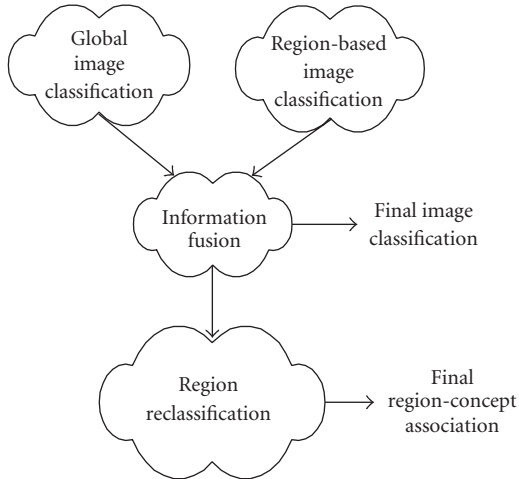 Global
image
classification
Region-based
image
classification
Information
fusion
Final image
classification
Region
reclassification
Final
region-concept
association